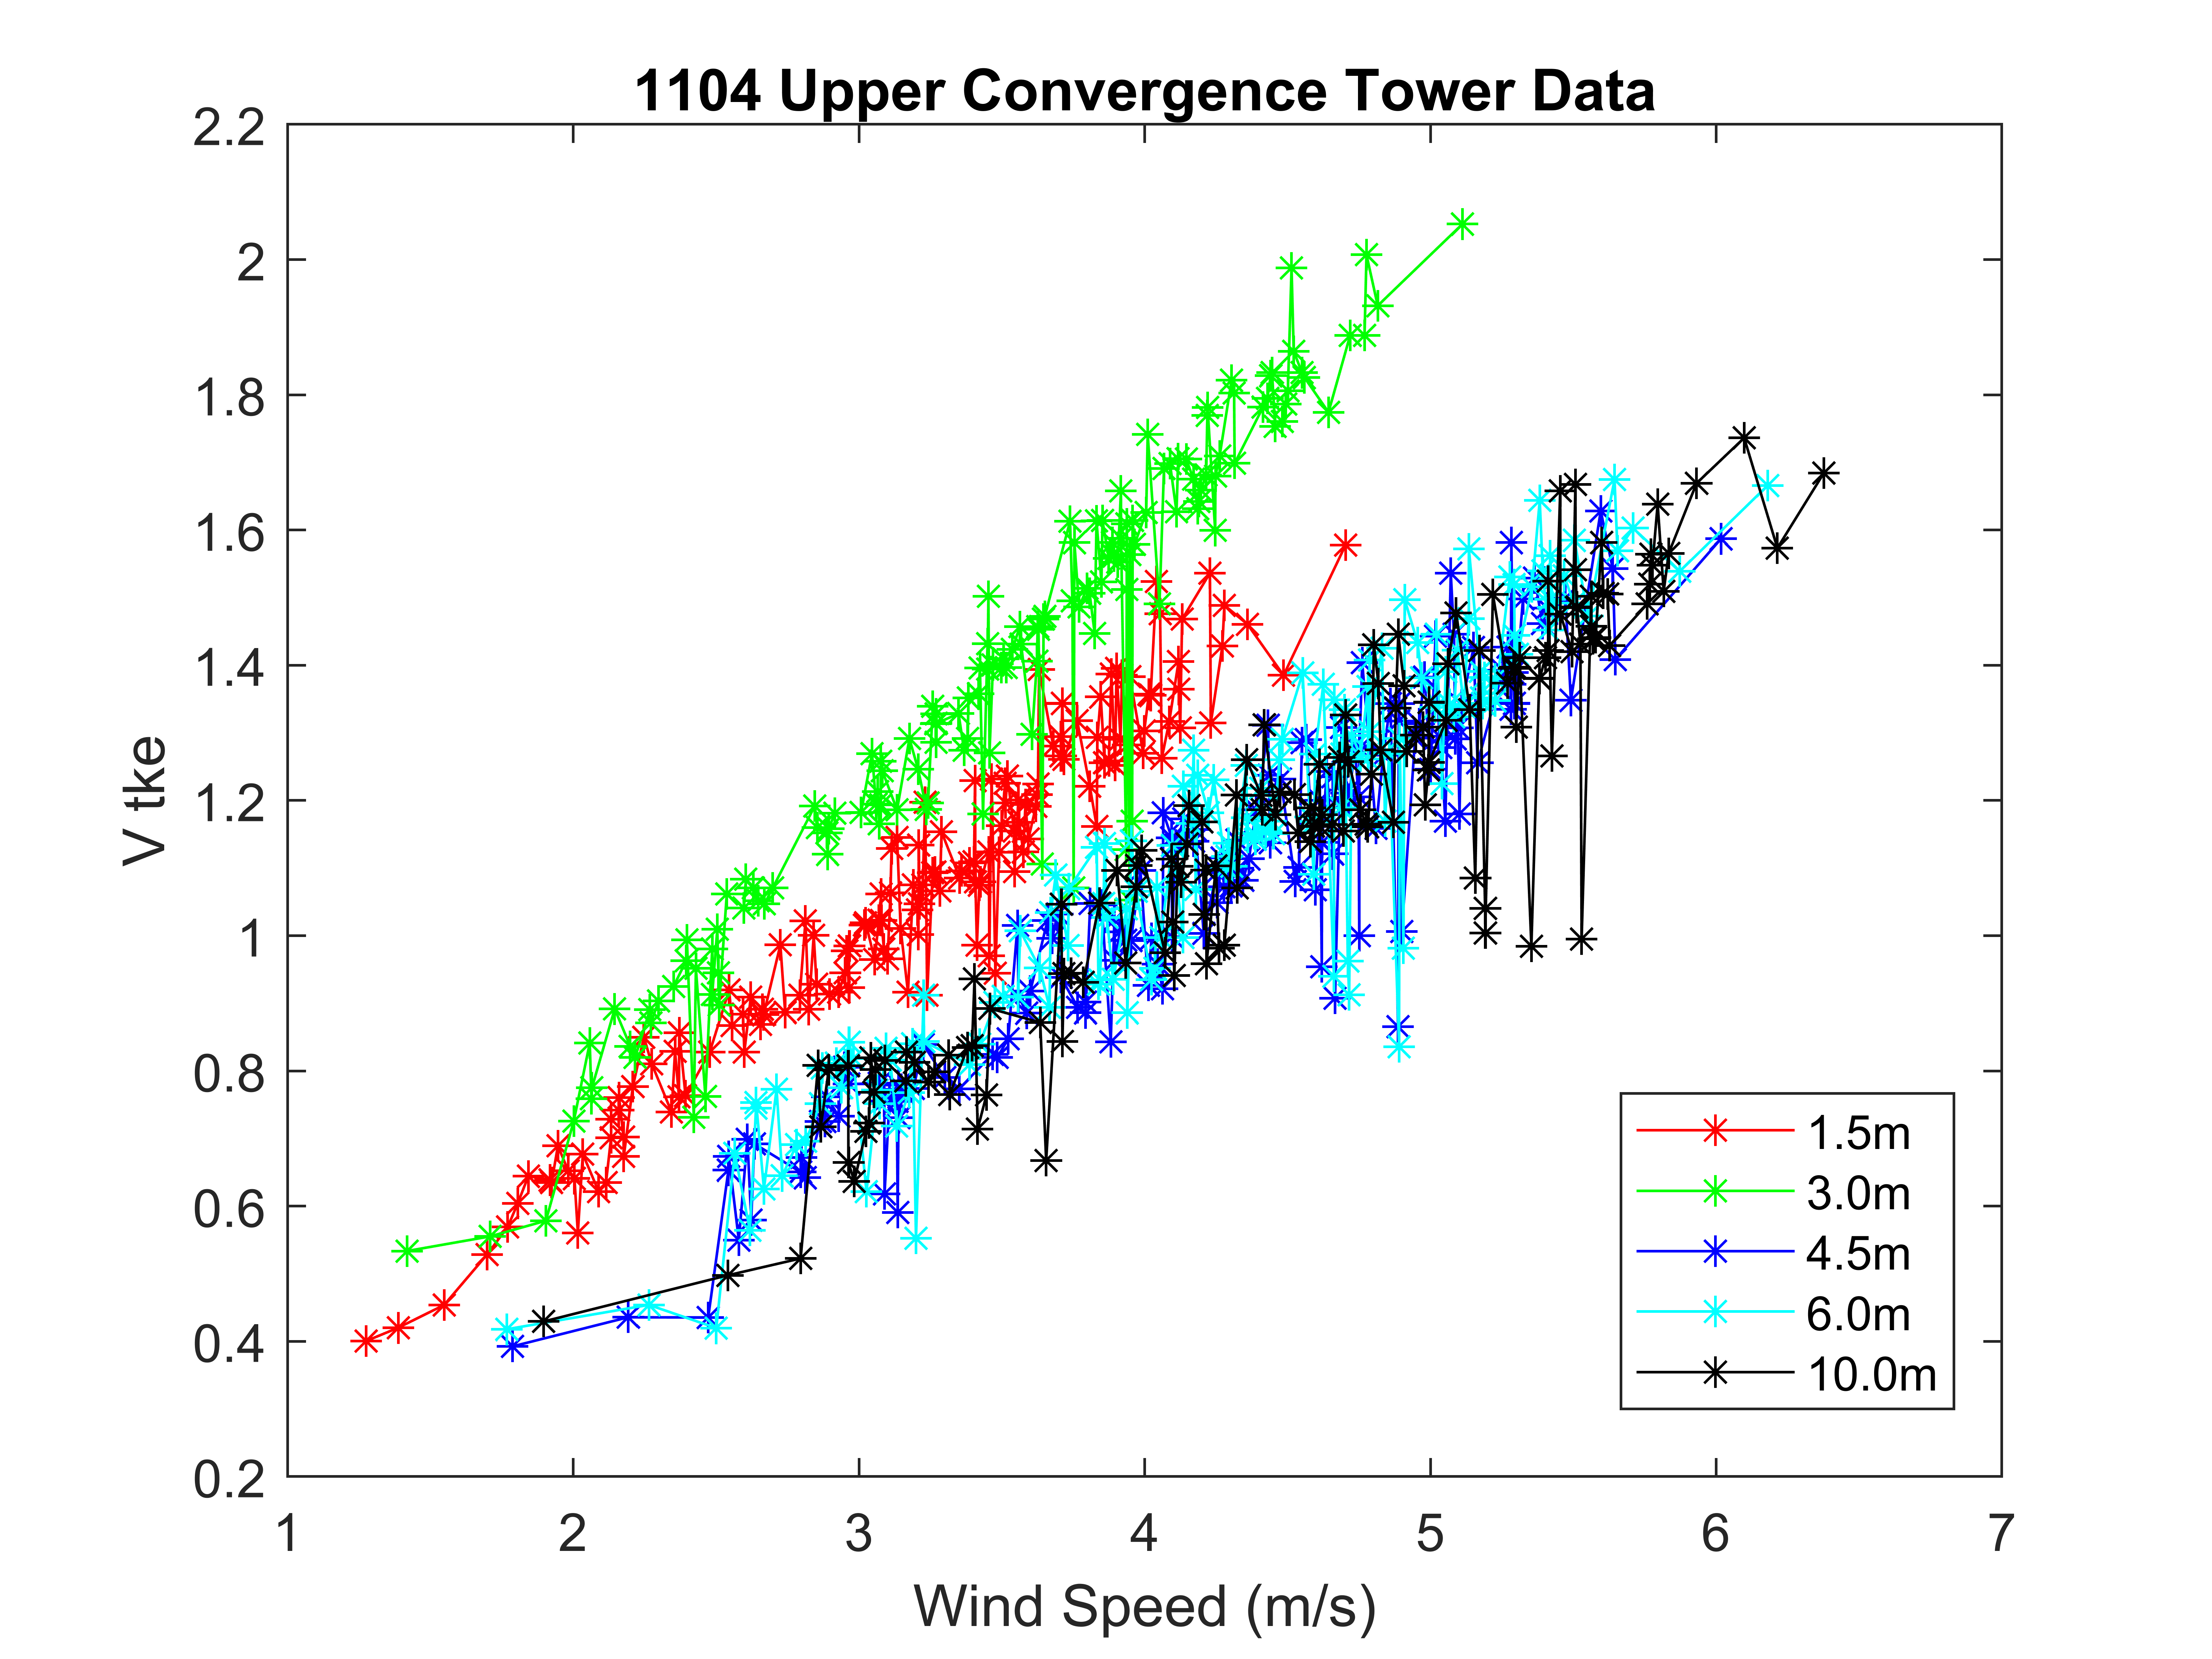 1104 Upper Convergence Tower Data
2.2
2
1.8
1.6
1.4
1.2
1
0.8
0.6
0.4
0.2
V tke
1.5m
3.0m
4.5m
6.0m
10.0m
1 2 3 4 5 6 7
Wind Speed (m/s)